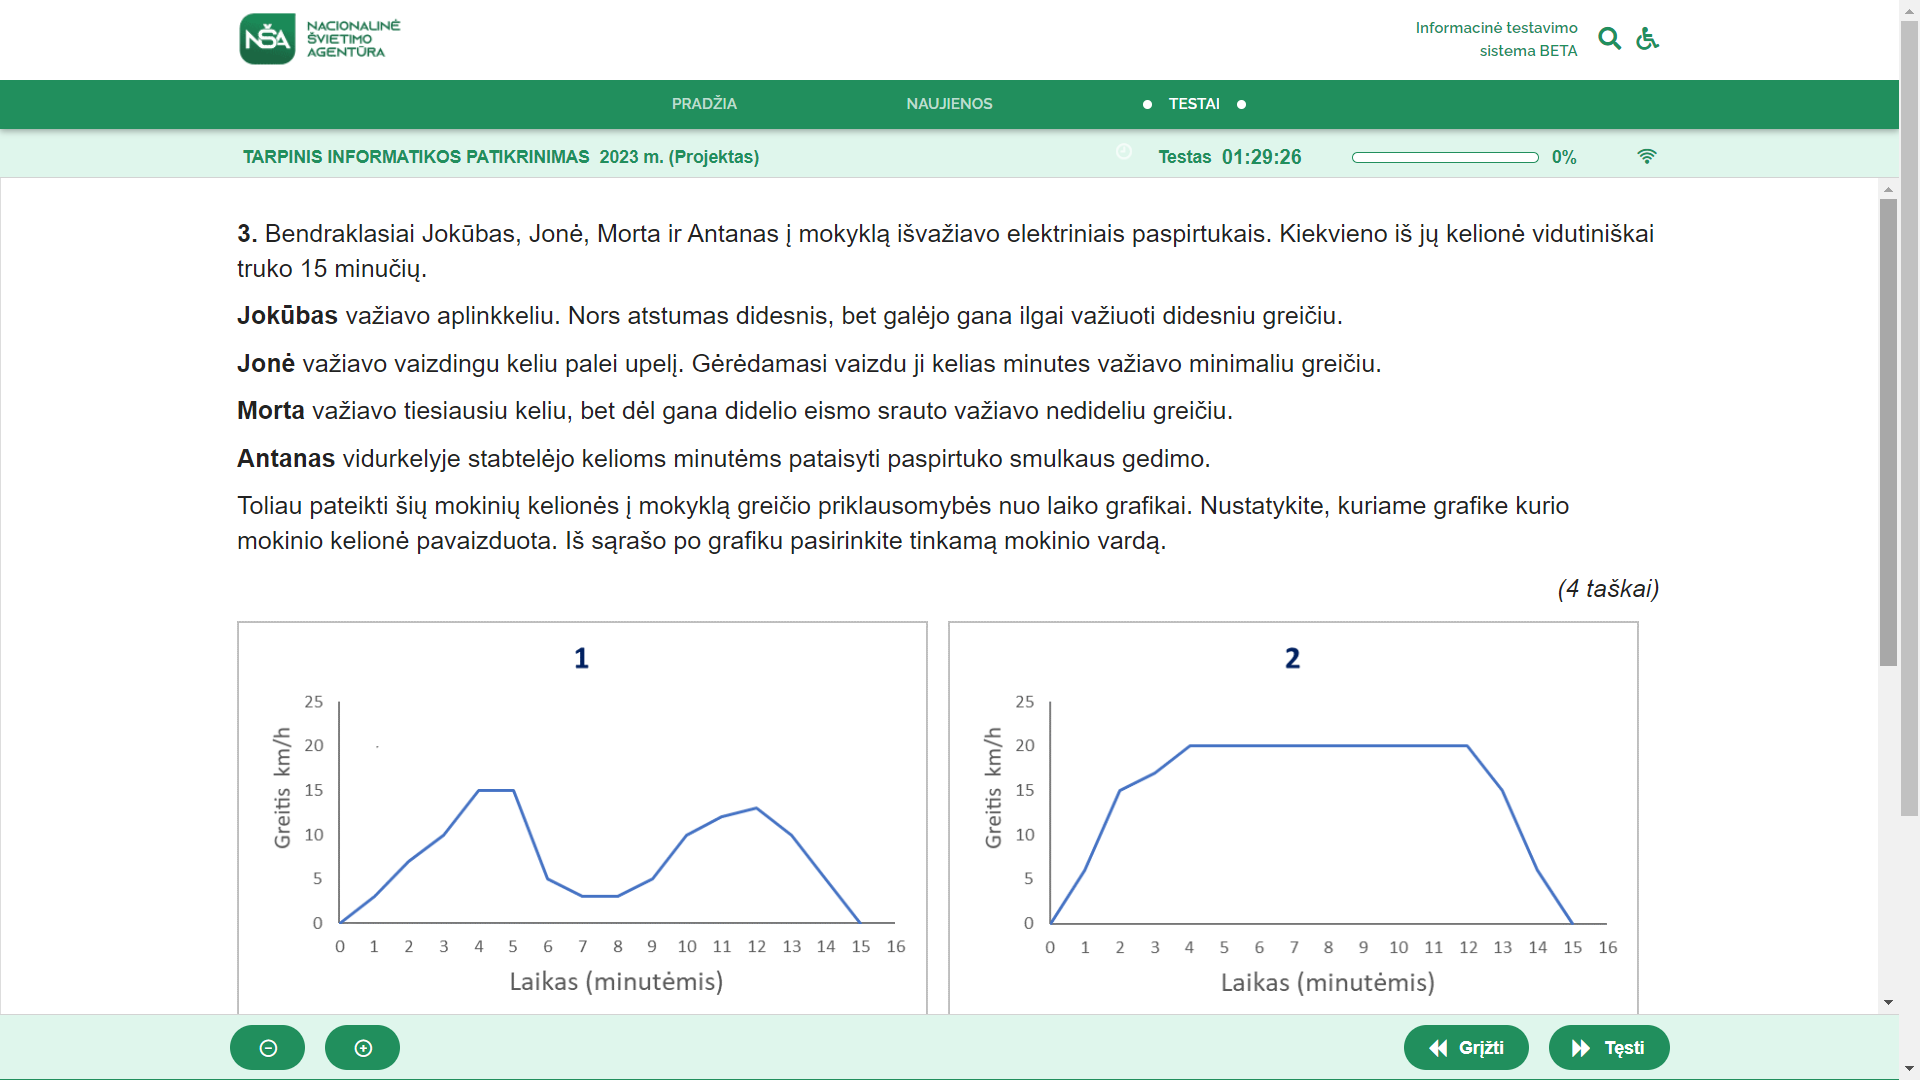 NŠA
NACIONALINĖ
ŠVIETIMO
AGENTŪRA
Informacinė testavimo
sistema BETA
PRADŽIA
NAUJIENOS
TESTAI
TARPINIS INFORMATIKOS PATIKRINIMAS 2023 m. (Projektas)
Testas 01:29:26
0%
3. Bendraklasiai Jokūbas, Jonė, Morta ir Antanas į mokyklą išvažiavo elektriniais paspirtukais. Kiekvieno iš jų kelionė vidutiniškai
truko 15 minučių.
Jokūbas važiavo aplinkkeliu. Nors atstumas didesnis, bet galėjo gana ilgai važiuoti didesniu greičiu.
Jonė važiavo vaizdingu keliu palei upelį. Gėrėdamasi vaizdu ji kelias minutes važiavo minimaliu greičiu.
Morta važiavo tiesiausiu keliu, bet dėl gana didelio eismo srauto važiavo nedideliu greičiu.
Antanas vidurkelyje stabtelėjo kelioms minutėms pataisyti paspirtuko smulkaus gedimo.
Toliau pateikti šių mokinių kelionės į mokyklą greičio priklausomybės nuo laiko grafikai. Nustatykite, kuriame grafike kurio
mokinio kelionė pavaizduota. Iš sąrašo po grafiku pasirinkite tinkamą mokinio vardą.
(4 taškai)
1
Greitis km/h
25
20
15
10
5
0
0 1 2 3 4 5 6 7 8 9 10 11 12 13 14 15 16
Laikas (minutėmis)
2
Greitis km/h
25
20
15
10
5
0
0 1 2 3 4 5 6 7 8 9 10 11 12 13 14 15 16
Laikas (minutėmis)
Grįžti
Tęsti